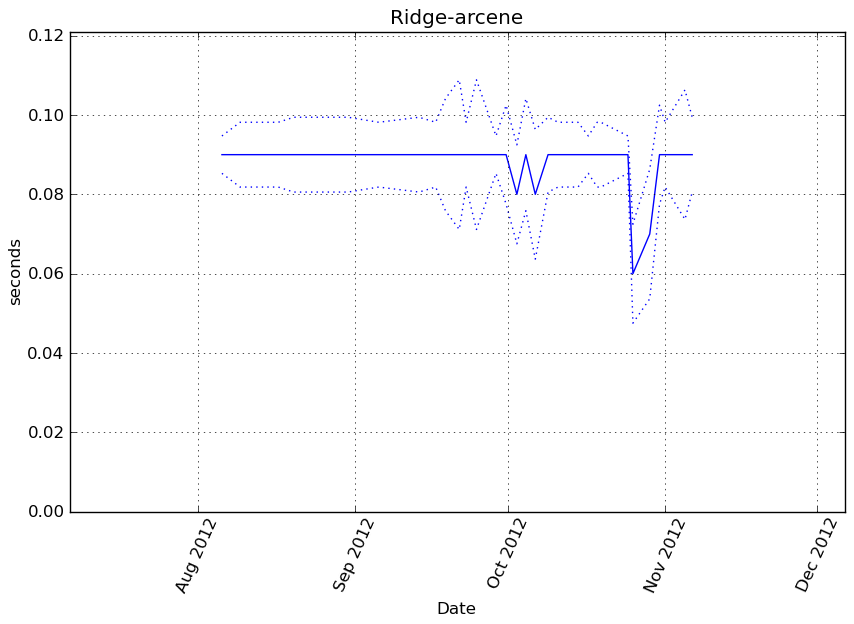 Ridge-arcene
0.12
0.10
0.08
0.06
0.04
0.02
0.00
seconds
Aug 2012
Sep 2012
Oct 2012
Nov 2012
Dec 2012
Date